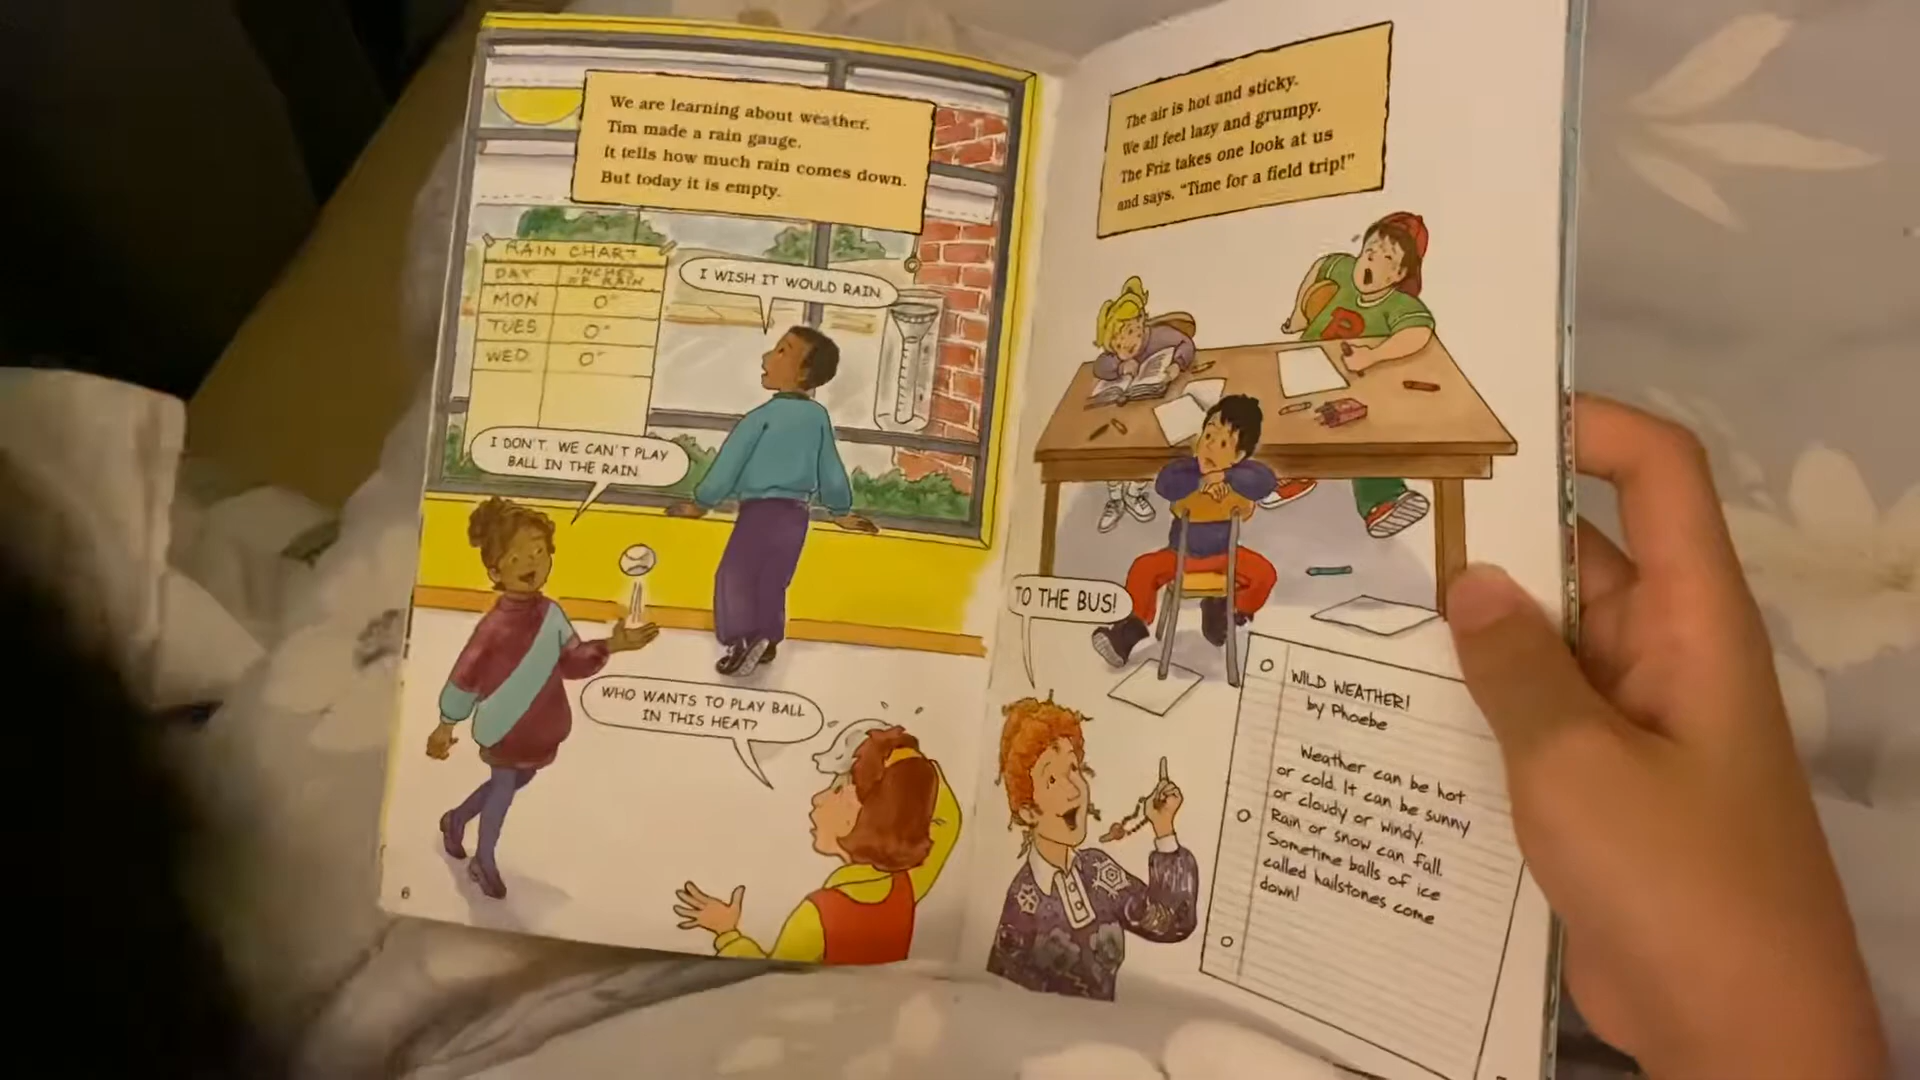 We are learning about weather.
Tim made a rain gauge.
It tells how much rain comes down.
But today it is empty.
RAIN CHART
DAY INCHES OF RAIN
MON 0"
TUES 0"
WED 0"
I WISH IT WOULD RAIN.
I DON'T. WE CAN'T PLAY
BALL IN THE RAIN.
WHO WANTS TO PLAY BALL
IN THIS HEAT?
6
The air is hot and sticky.
We all feel lazy and grumpy.
The Friz takes one look at us
and says, "Time for a field trip!"
R
TO THE BUS!
WILD WEATHER!
by Phoebe
Weather can be hot
or cold. It can be sunny
or cloudy or windy.
Rain or snow can fall.
Sometime balls of ice
called hailstones come
down!